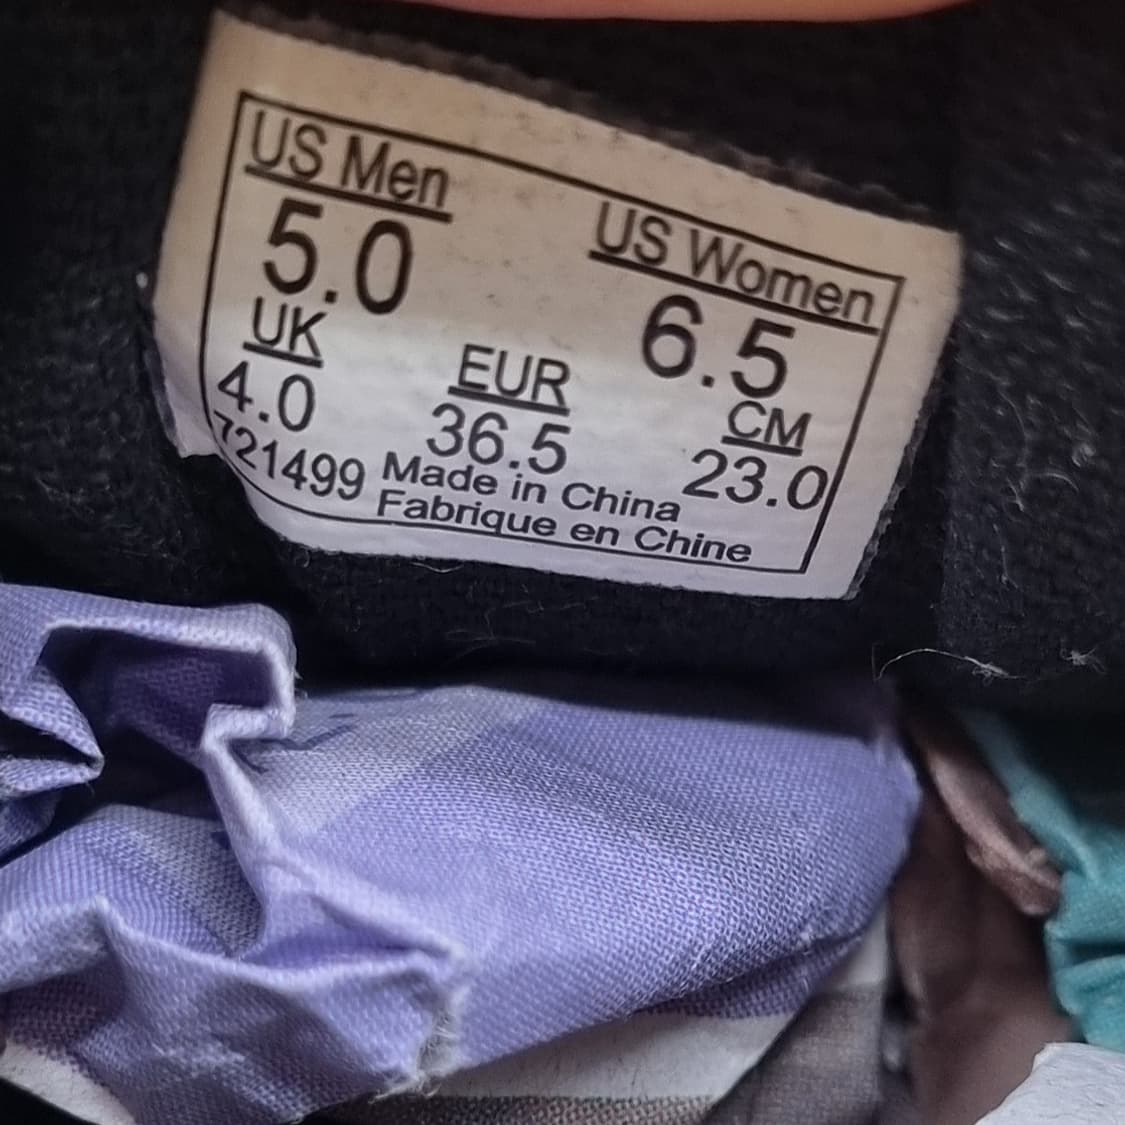 US Men US Women
5.0 6.5
UK EUR CM
4.0 36.5 23.0
721499 Made in China
Fabrique en Chine